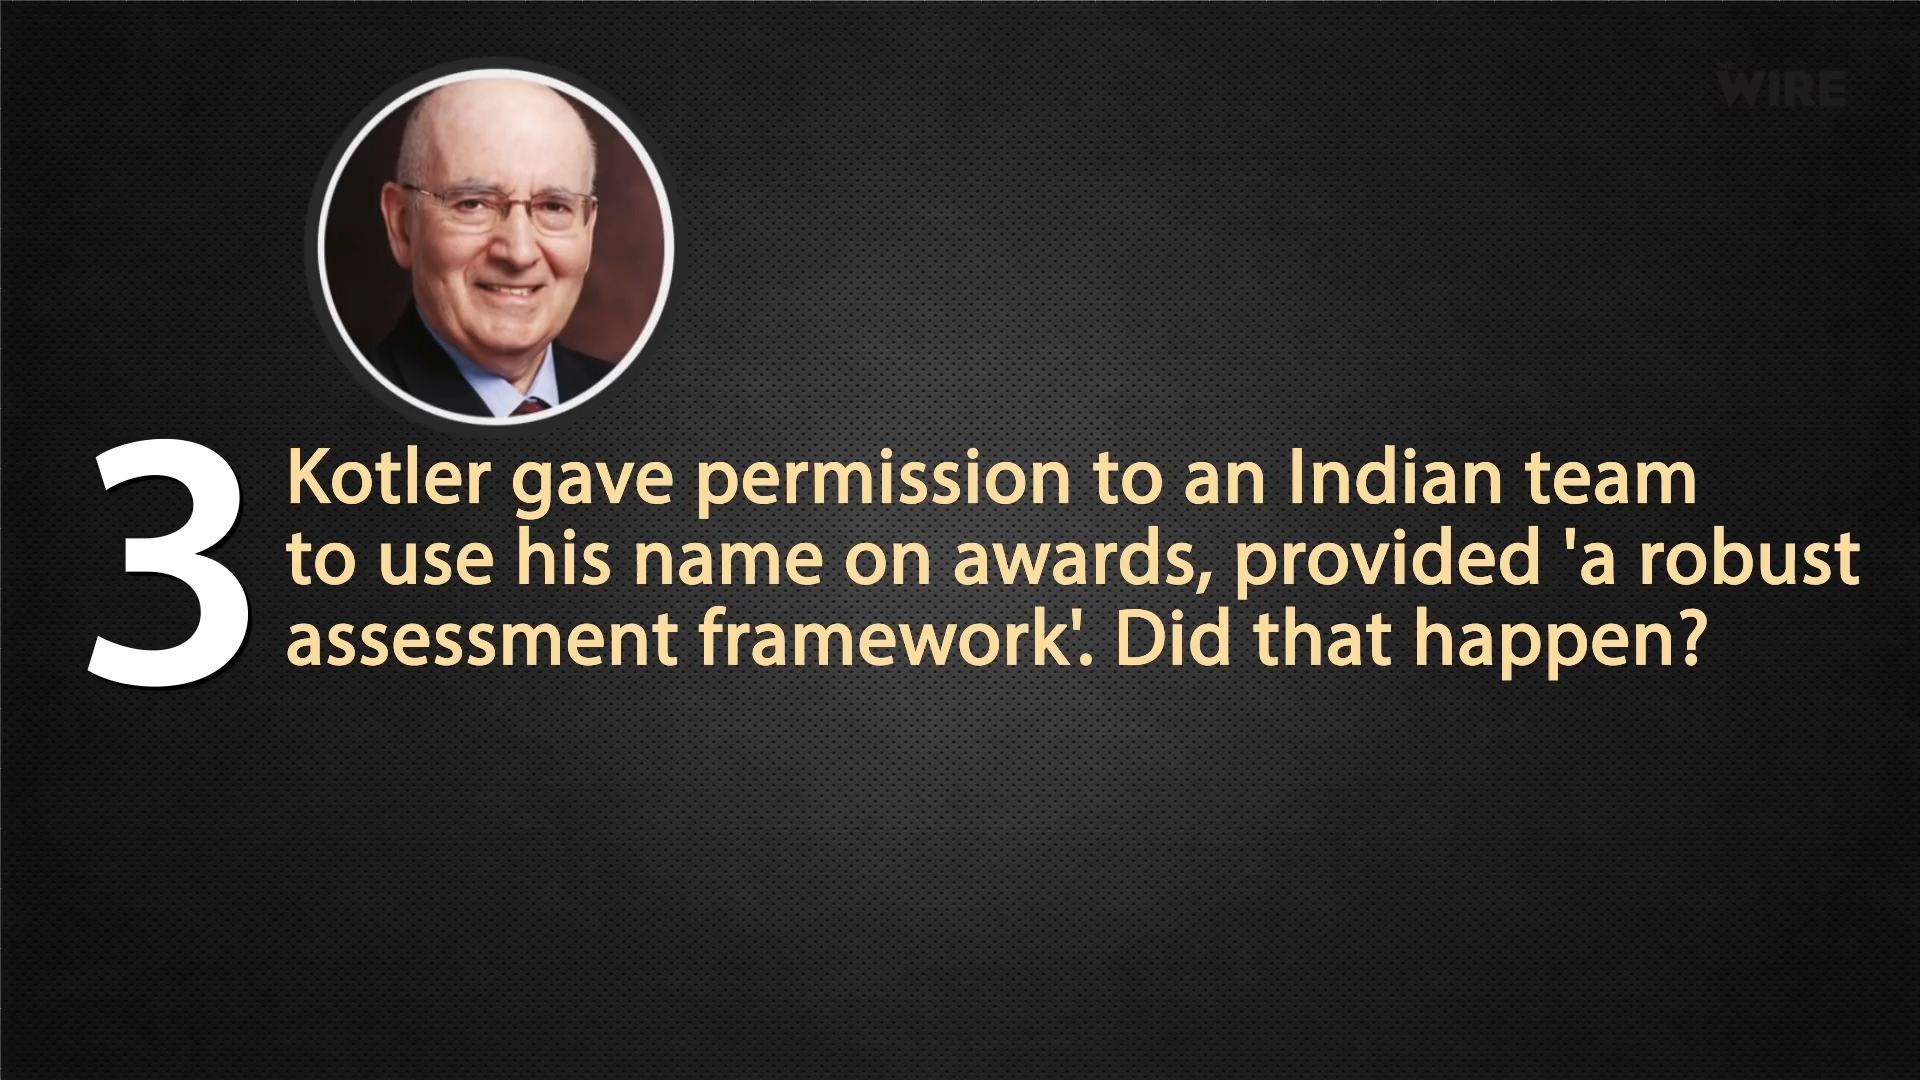 WIRE
3
Kotler gave permission to an Indian team
to use his name on awards, provided 'a robust
assessment framework'. Did that happen?